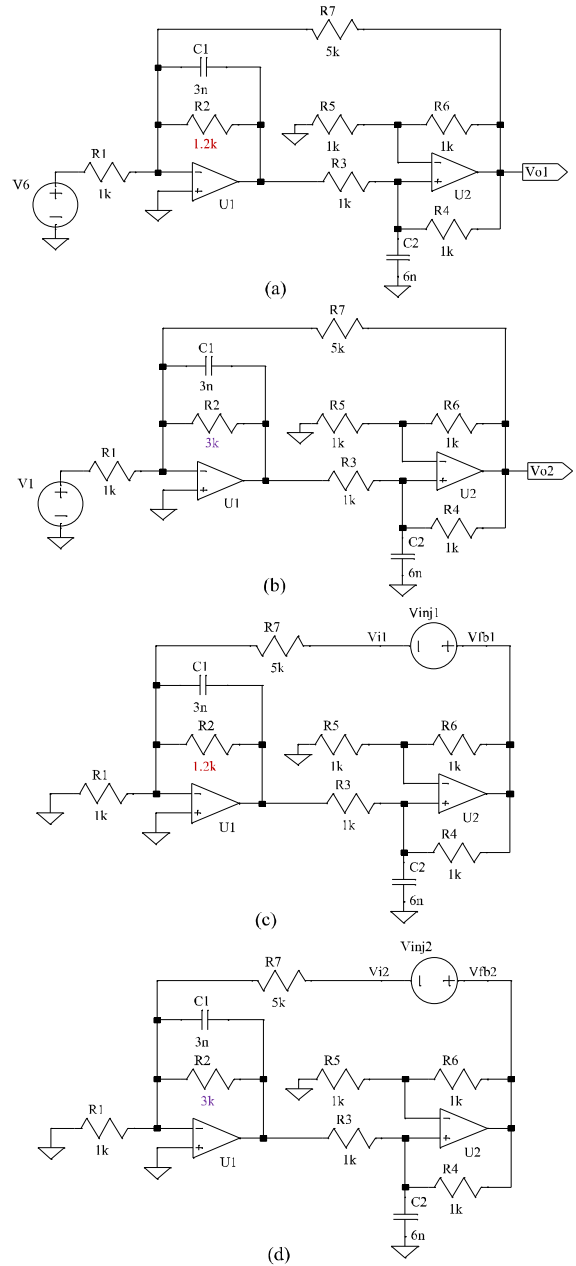 R7
5k
C1
3n
R2
1.2k
R5
1k
R6
1k
R1
1k
V6
U1
R3
1k
U2
Vo1
R4
1k
C2
6n
(a)
R7
5k
C1
3n
R2
3k
R5
1k
R6
1k
R1
1k
V1
U1
R3
1k
U2
Vo2
R4
1k
C2
6n
(b)
Vinj1
R7
5k
Vi1
Vfb1
C1
3n
R2
1.2k
R5
1k
R6
1k
R1
1k
U1
R3
1k
U2
R4
1k
C2
6n
(c)
Vinj2
R7
5k
Vi2
Vfb2
C1
3n
R2
3k
R5
1k
R6
1k
R1
1k
U1
R3
1k
U2
R4
1k
C2
6n
(d)